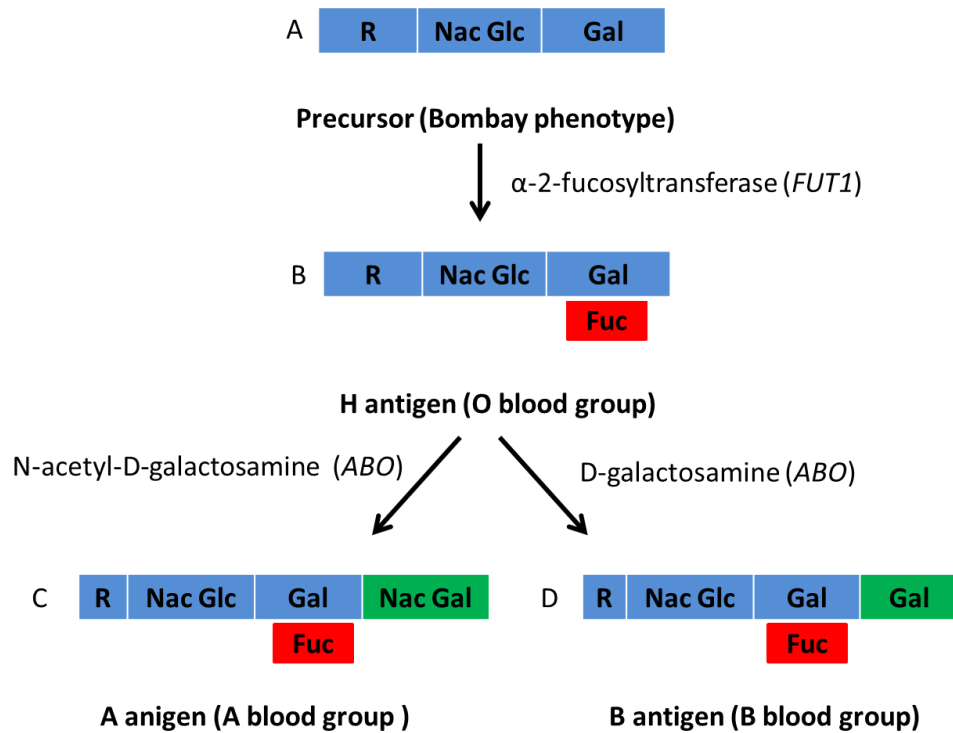 A R Nac Glc Gal
Precursor (Bombay phenotype)
α-2-fucosyltransferase (FUT1)
B R Nac Glc Gal
Fuc
H antigen (O blood group)
N-acetyl-D-galactosamine (ABO)
D-galactosamine (ABO)
C R Nac Glc Gal Nac Gal
Fuc
D R Nac Glc Gal Gal
Fuc
A anigen (A blood group )
B antigen (B blood group)